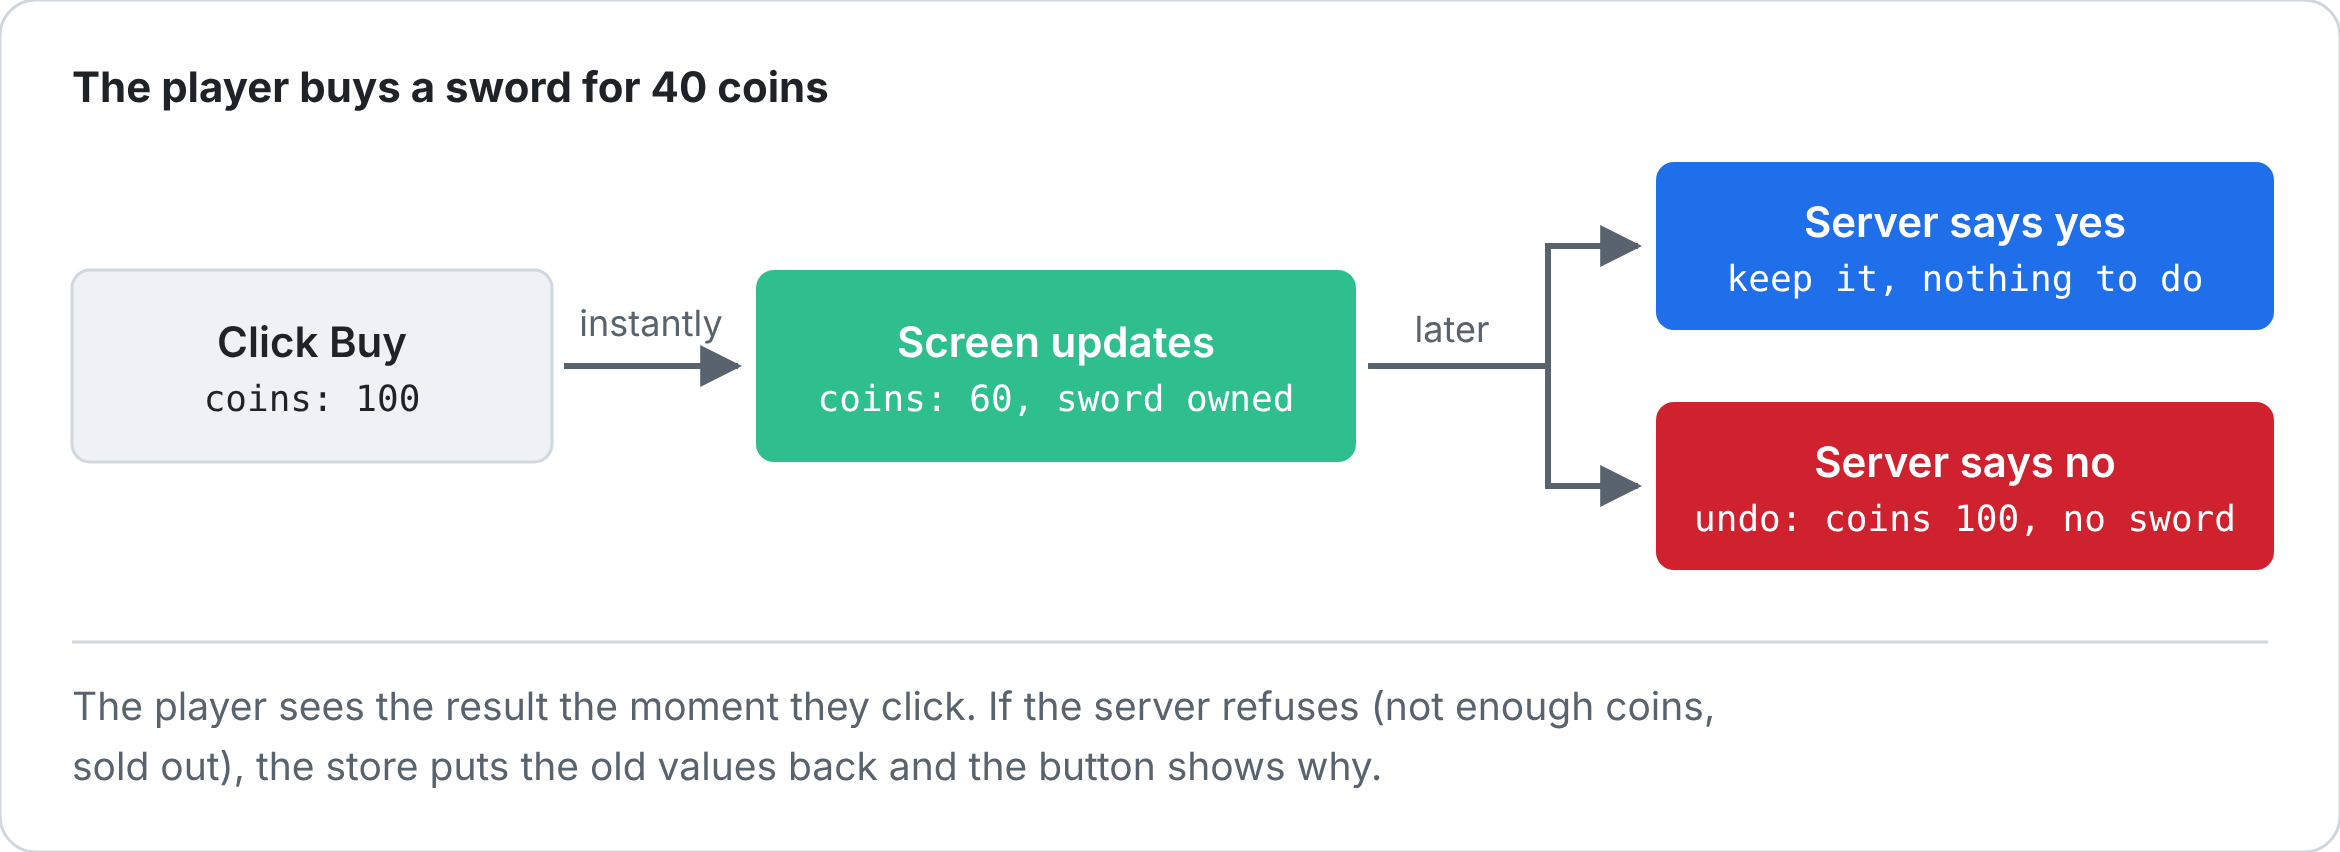 The player buys a sword for 40 coins
Click Buy
coins: 100
instantly
Screen updates
coins: 60, sword owned
later
Server says yes
keep it, nothing to do
Server says no
undo: coins 100, no sword
The player sees the result the moment they click. If the server refuses (not enough coins,
sold out), the store puts the old values back and the button shows why.